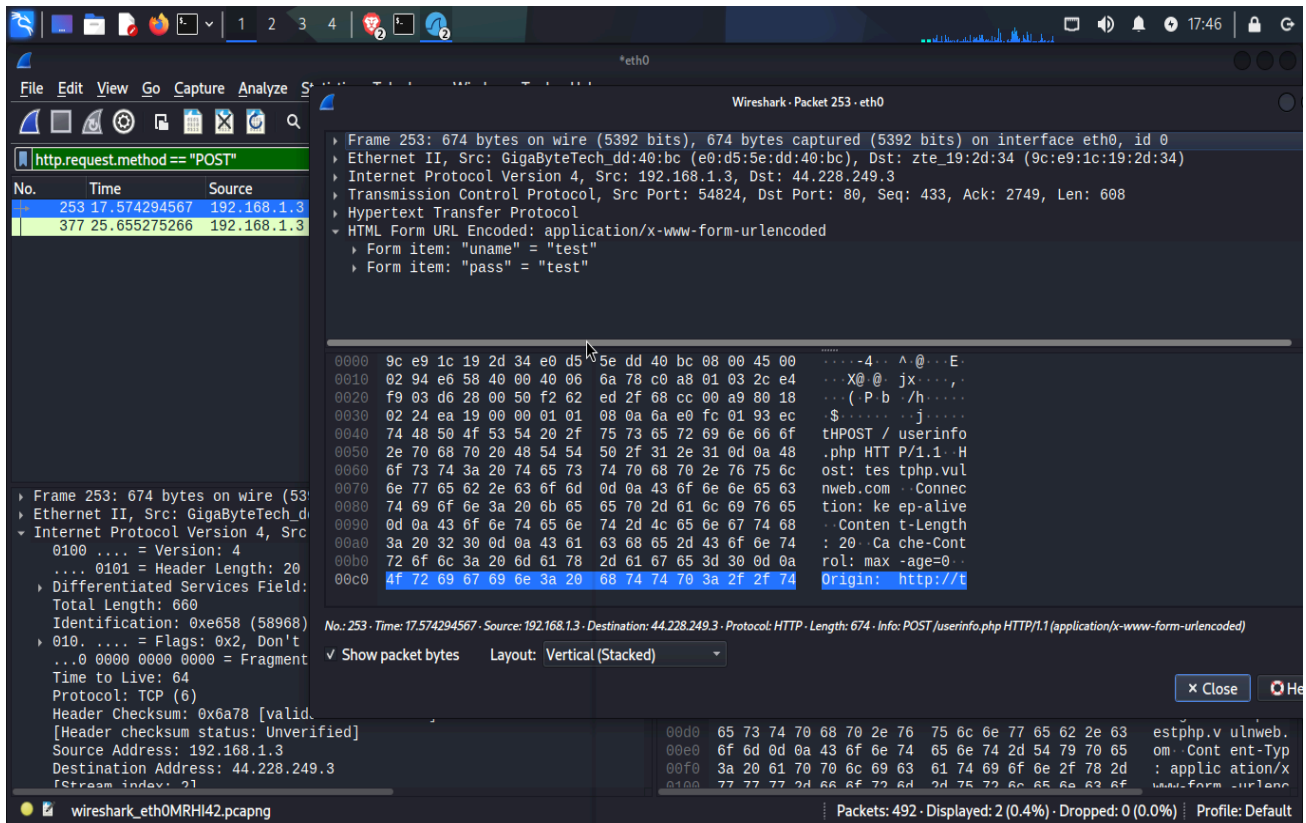 1 2 3 4 2 2 17:46
*eth0
File Edit View Go Capture Analyze
http.request.method == "POST"
No. Time Source
253 17.574294567 192.168.1.3
377 25.655275266 192.168.1.3
Wireshark · Packet 253 · eth0
Frame 253: 674 bytes on wire (5392 bits), 674 bytes captured (5392 bits) on interface eth0, id 0
Ethernet II, Src: GigaByteTech_dd:40:bc (e0:d5:5e:dd:40:bc), Dst: zte_19:2d:34 (9c:e9:1c:19:2d:34)
Internet Protocol Version 4, Src: 192.168.1.3, Dst: 44.228.249.3
Transmission Control Protocol, Src Port: 54824, Dst Port: 80, Seq: 433, Ack: 2749, Len: 608
Hypertext Transfer Protocol
HTML Form URL Encoded: application/x-www-form-urlencoded
Form item: "uname" = "test"
Form item: "pass" = "test"
0000 9c e9 1c 19 2d 34 e0 d5 5e dd 40 bc 08 00 45 00 ····-4·· ^·@···E·
0010 02 94 e6 58 40 00 40 06 6a 78 c0 a8 01 03 2c e4 ···X@·@· jx····,·
0020 f9 03 d6 28 00 50 f2 62 ed 2f 68 cc 00 a9 80 18 ···(·P·b ·/h·····
0030 02 24 ea 19 00 00 01 01 08 0a 6a e0 fc 01 93 ec ·$······ ··j·····
0040 74 48 50 4f 53 54 20 2f 75 73 65 72 69 6e 66 6f tHPOST / userinfo
0050 2e 70 68 70 20 48 54 54 50 2f 31 2e 31 0d 0a 48 .php HTT P/1.1··H
0060 6f 73 74 3a 20 74 65 73 74 70 68 70 2e 76 75 6c ost: tes tphp.vul
0070 6e 77 65 62 2e 63 6f 6d 0d 0a 43 6f 6e 6e 65 63 nweb.com ··Connec
0080 74 69 6f 6e 3a 20 6b 65 65 70 2d 61 6c 69 76 65 tion: ke ep-alive
0090 0d 0a 43 6f 6e 74 65 6e 74 2d 4c 65 6e 67 74 68 ··Conten t-Length
00a0 3a 20 32 30 0d 0a 43 61 63 68 65 2d 43 6f 6e 74 : 20··Ca che-Cont
00b0 72 6f 6c 3a 20 6d 61 78 2d 61 67 65 3d 30 0d 0a rol: max -age=0··
00c0 4f 72 69 67 69 6e 3a 20 68 74 74 70 3a 2f 2f 74 Origin: http://t
No.: 253 · Time: 17.574294567 · Source: 192.168.1.3 · Destination: 44.228.249.3 · Protocol: HTTP · Length: 674 · Info: POST /userinfo.php HTTP/1.1 (application/x-www-form-urlencoded)
Show packet bytes Layout: Vertical (Stacked)
Close He
Frame 253: 674 bytes on wire (53
Ethernet II, Src: GigaByteTech_d
Internet Protocol Version 4, Src
0100 .... = Version: 4
.... 0101 = Header Length: 20
Differentiated Services Field:
Total Length: 660
Identification: 0xe658 (58968)
010. .... = Flags: 0x2, Don't
...0 0000 0000 0000 = Fragment
Time to Live: 64
Protocol: TCP (6)
Header Checksum: 0x6a78
[Header checksum status: Unverified]
Source Address: 192.168.1.3
Destination Address: 44.228.249.3
[Stream index: 2]
00d0 65 73 74 70 68 70 2e 76 75 6c 6e 77 65 62 2e 63 estphp.v ulnweb.
00e0 6f 6d 0d 0a 43 6f 6e 74 65 6e 74 2d 54 79 70 65 om··Cont ent-Typ
00f0 3a 20 61 70 70 6c 69 63 61 74 69 6f 6e 2f 78 2d : applic ation/x
0100 77 77 77 2d 66 6f 72 6d 2d 75 72 6c 65 6e 63 6f www-form -urlenc
wireshark_eth0MRHI42.pcapng
Packets: 492 · Displayed: 2 (0.4%) · Dropped: 0 (0.0%) Profile: Default